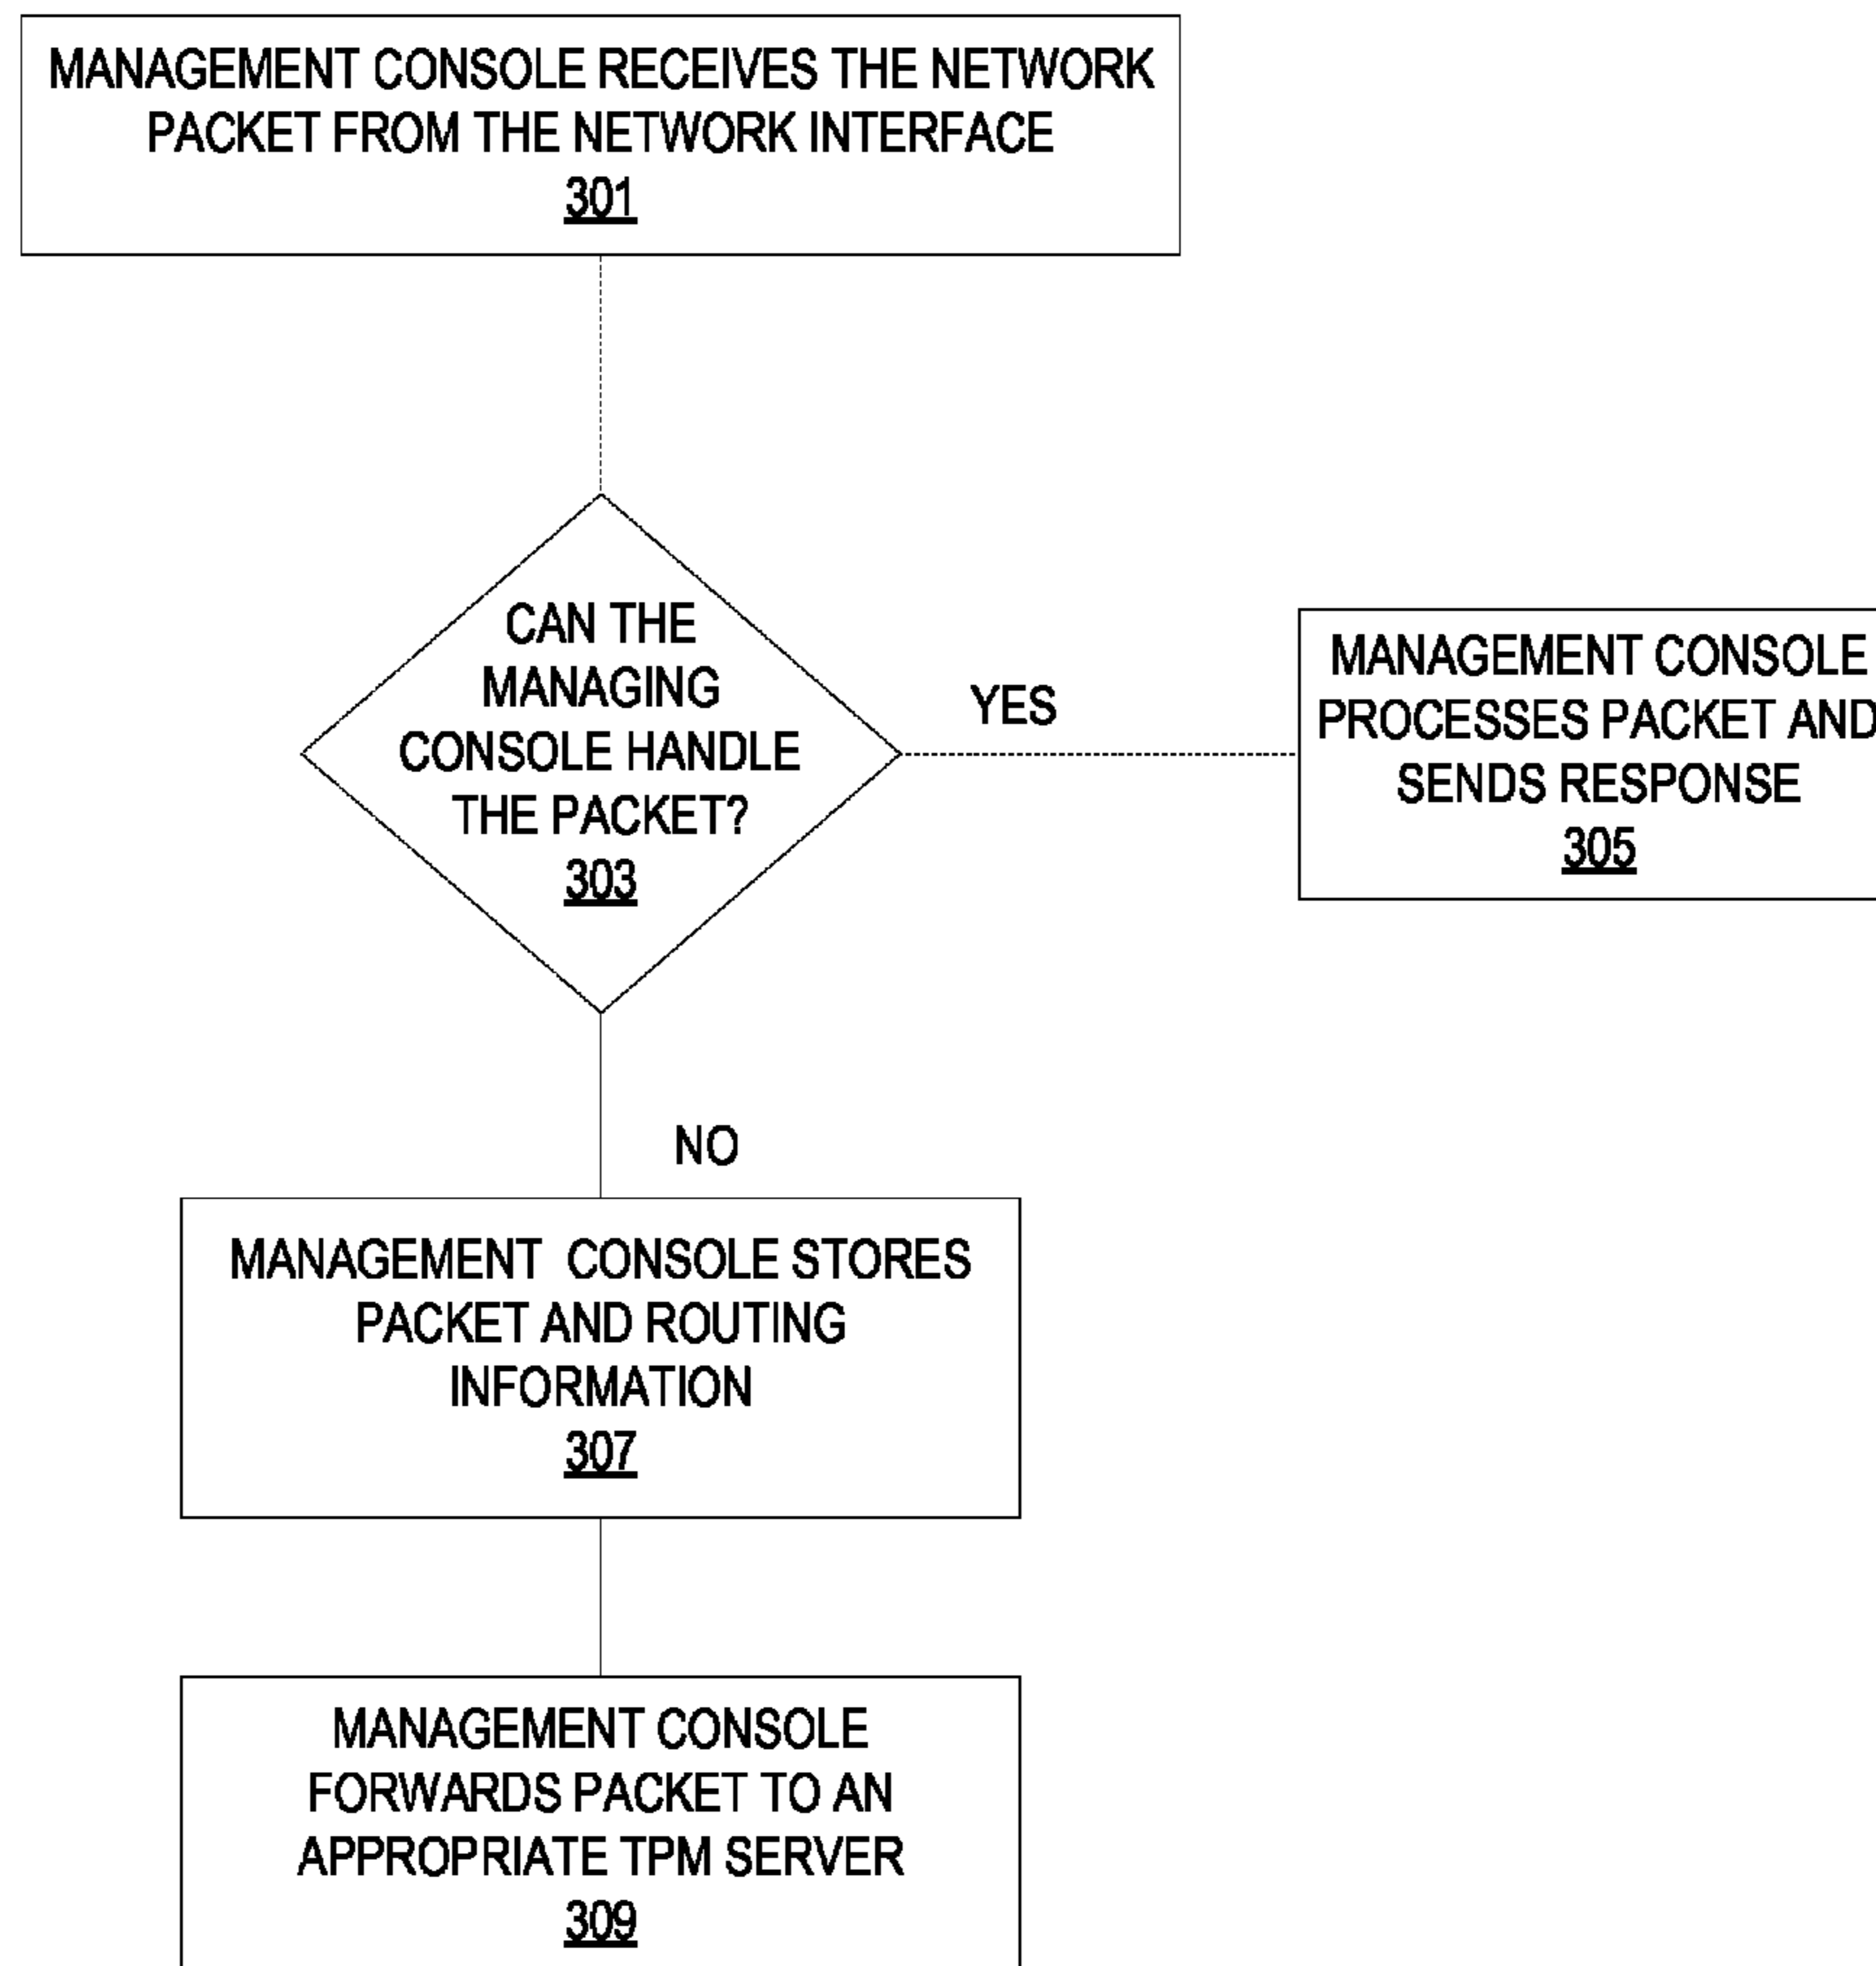 MANAGEMENT CONSOLE RECEIVES THE NETWORK
PACKET FROM THE NETWORK INTERFACE
301
CAN THE
MANAGING
CONSOLE HANDLE
THE PACKET?
303
YES
MANAGEMENT CONSOLE
PROCESSES PACKET AND
SENDS RESPONSE
305
NO
MANAGEMENT CONSOLE STORES
PACKET AND ROUTING
INFORMATION
307
MANAGEMENT CONSOLE
FORWARDS PACKET TO AN
APPROPRIATE TPM SERVER
309